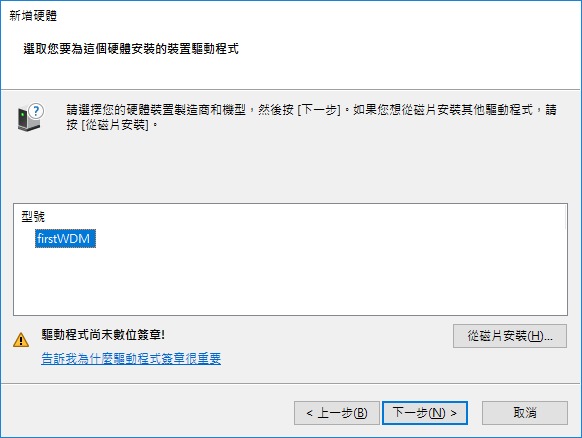 新增硬體
選取您要為這個硬體安裝的裝置驅動程式
請選擇您的硬體裝置製造商和機型，然後按 [下一步]。如果您想從磁片安裝其他驅動程式，請
按 [從磁片安裝]。
型號
firstWDM
驅動程式尚未數位簽章!
從磁片安裝(H)...
告訴我為什麼驅動程式簽章很重要
< 上一步(B)
下一步(N) >
取消